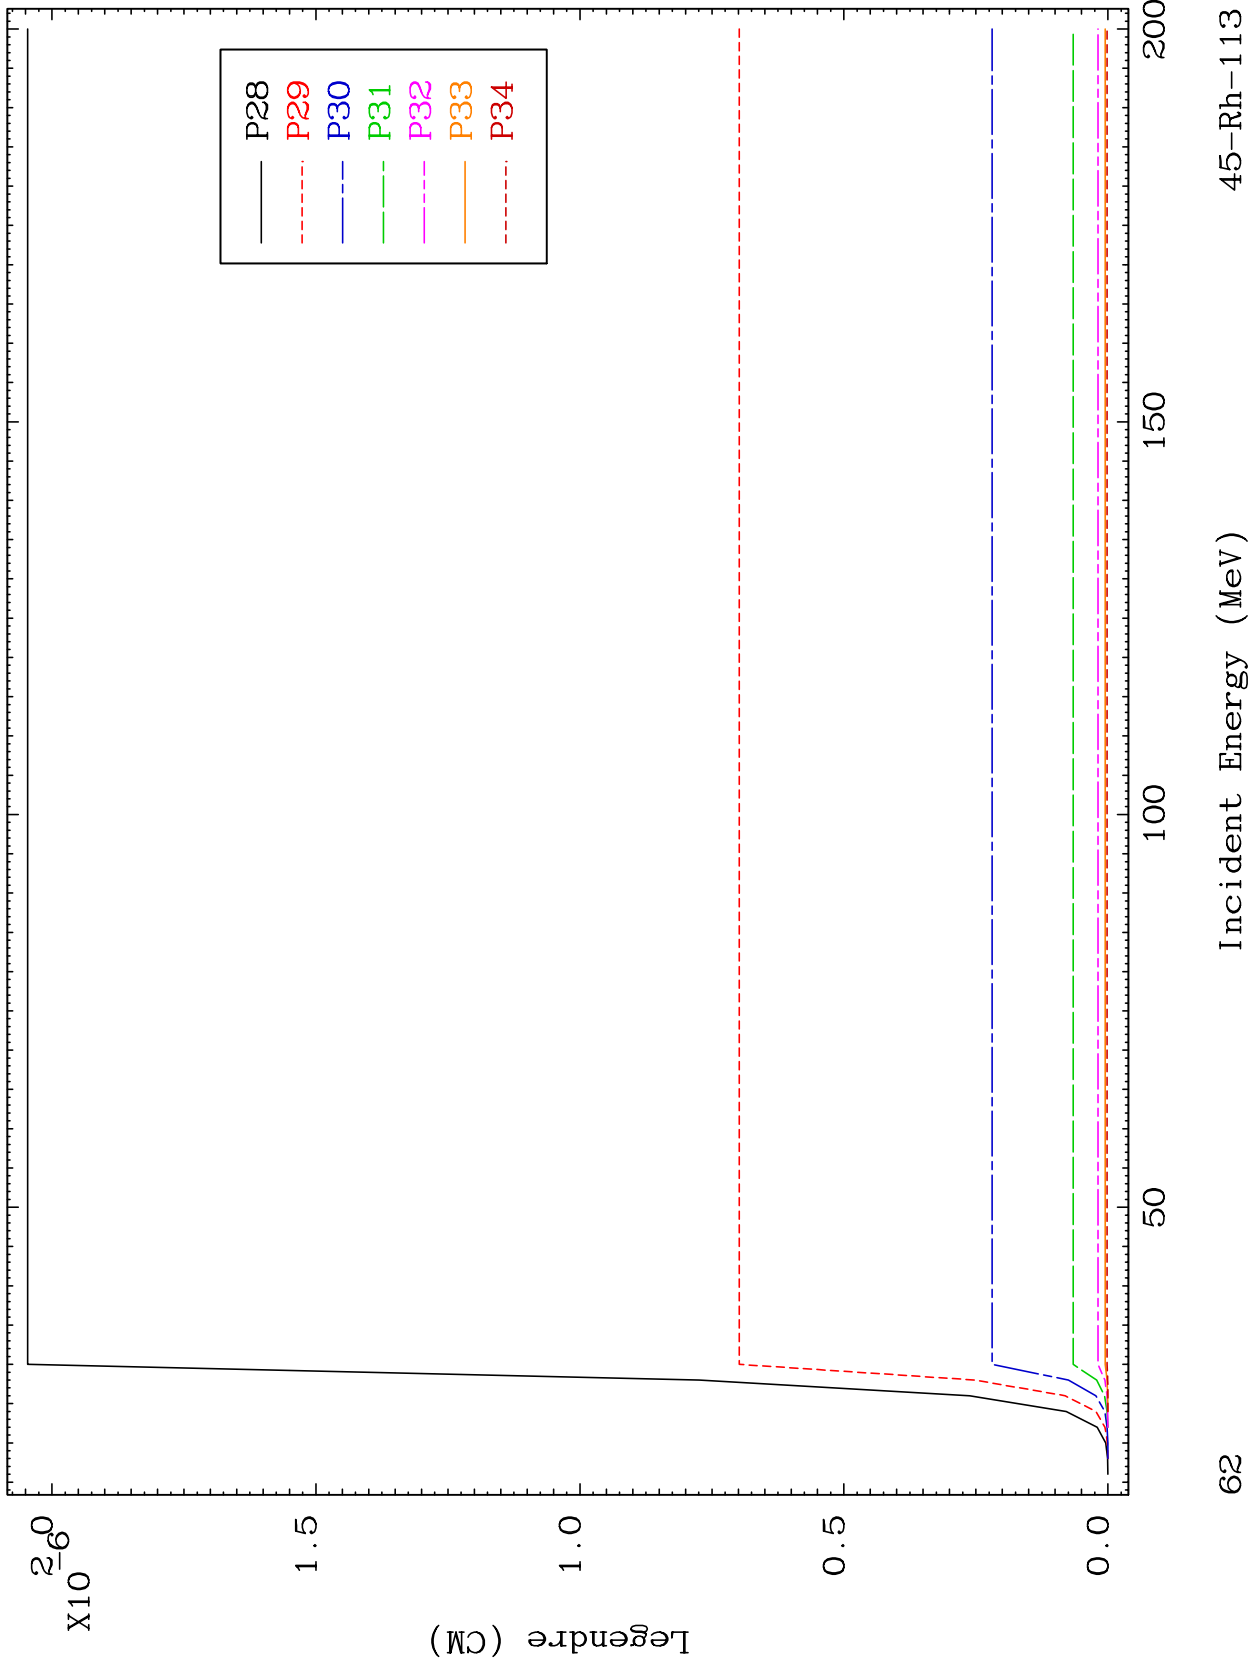 X10
-6
2.0
1.5
1.0
0.5
0.0
Legendre (CM)
P28
P29
P30
P31
P32
P33
P34
50
100
150
200
Incident Energy (MeV)
62
45-Rh-113